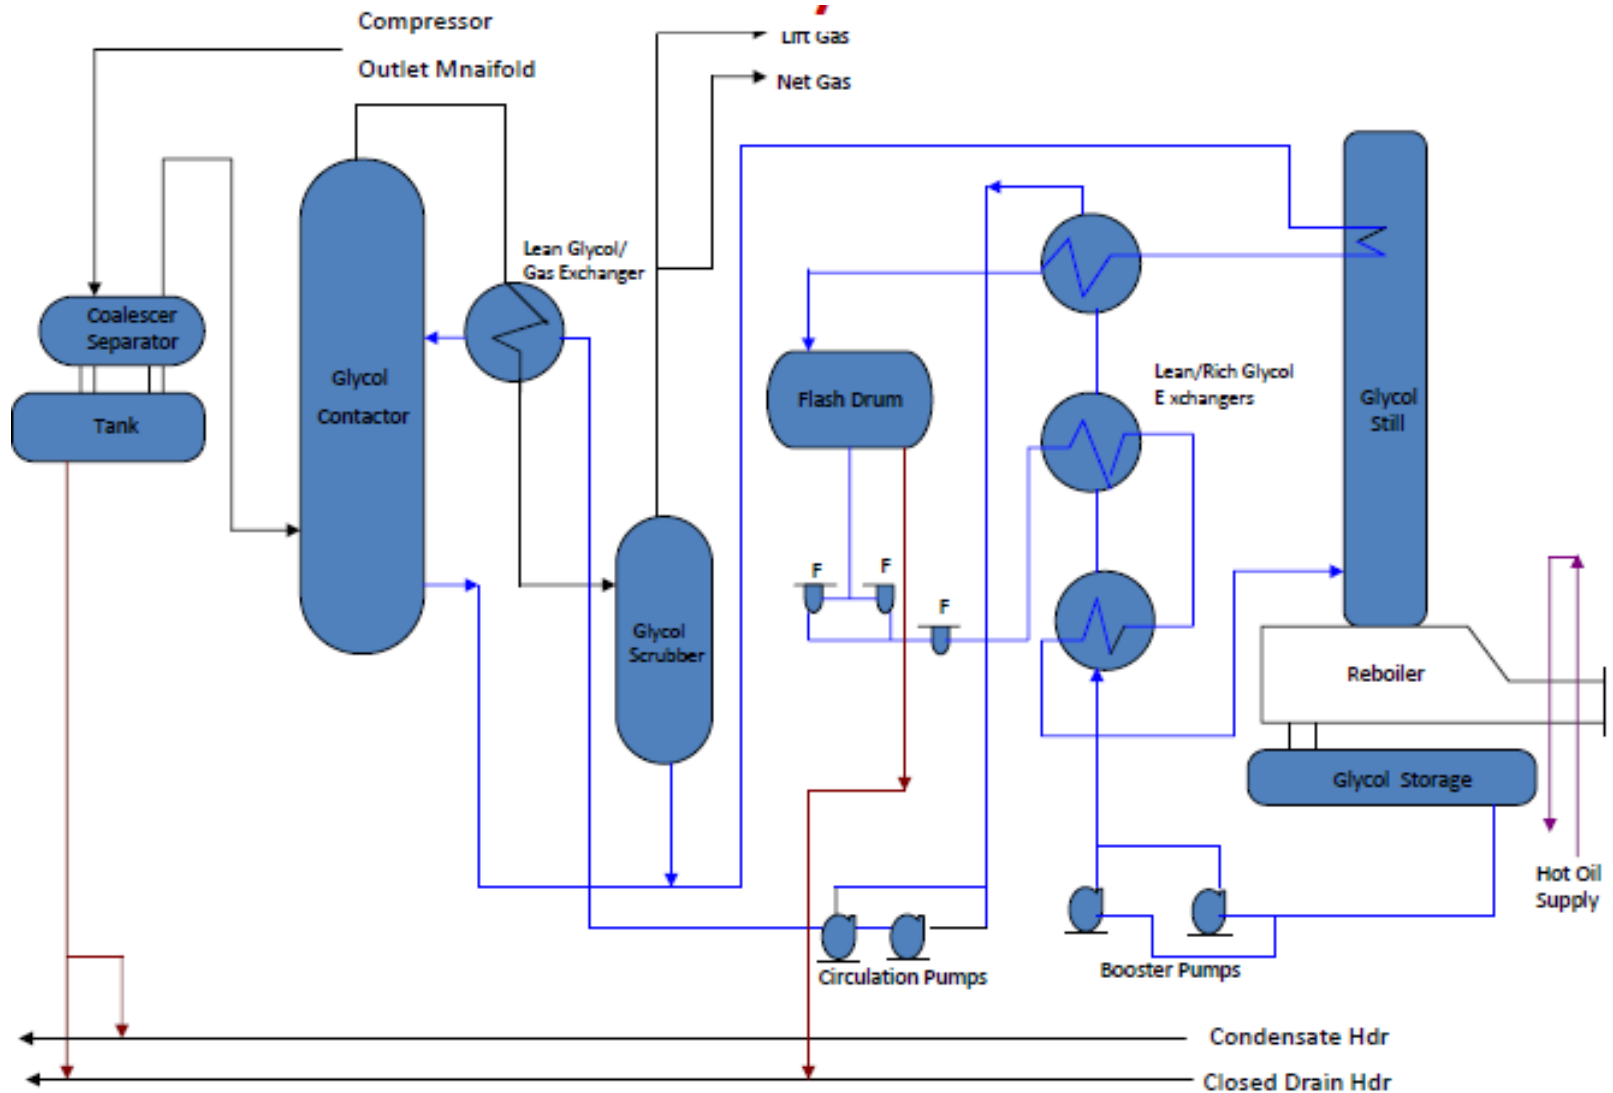 Compressor
Outlet Mnaifold
Lift Gas
Net Gas
Lean Glycol/
Gas Exchanger
Coalescer
Separator
Tank
Glycol
Contactor
Glycol
Scrubber
Flash Drum
F
F
F
Lean/Rich Glycol
E xchangers
Glycol
Still
Reboiler
Glycol Storage
Hot Oil
Supply
Circulation Pumps
Booster Pumps
Condensate Hdr
Closed Drain Hdr